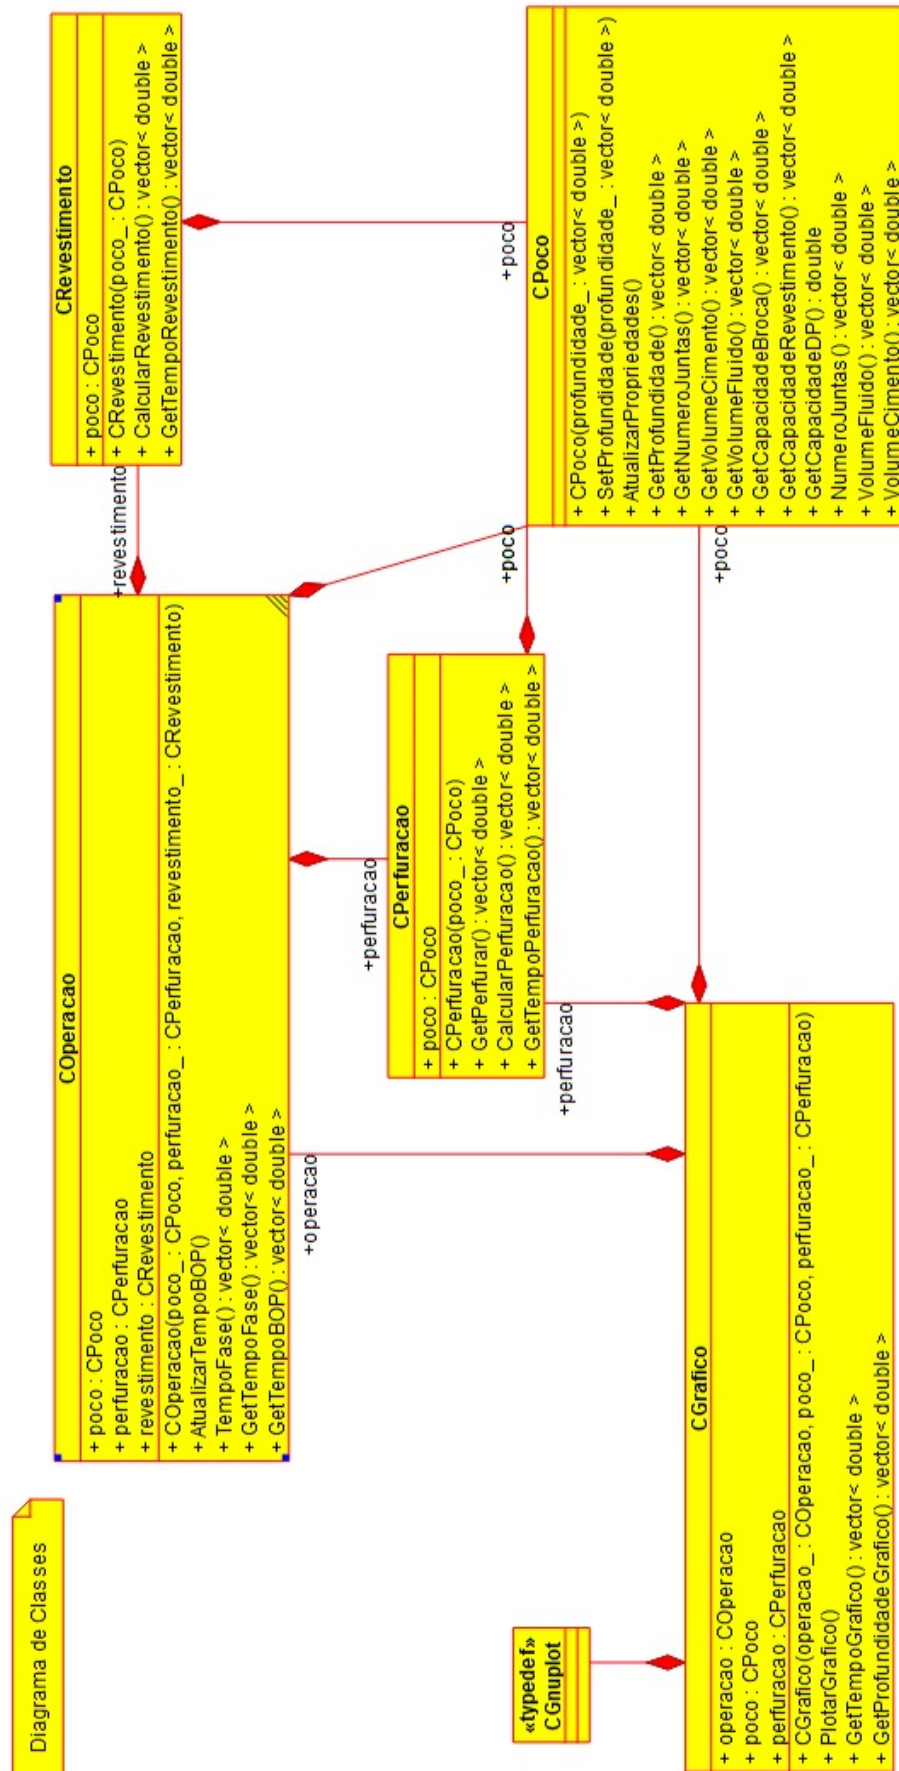 Diagrama de Classes
COperacao
+ poco : CPoco
+ perfuracao : CPerfuracao
+ revestimento : CRevestimento
+ COperacao(poco_ : CPoco, perfuracao_ : CPerfuracao, revestimento_ : CRevestimento)
+ AtualizarTempoBOP()
+ TempoFase() : vector< double >
+ GetTempoFase() : vector< double >
+ GetTempoBOP() : vector< double >
+revestimento
CRevestimento
+ poco : CPoco
+ CRevestimento(poco_ : CPoco)
+ CalcularRevestimento() : vector< double >
+ GetTempoRevestimento() : vector< double >
+perfuracao
+operacao
CPerfuracao
+ poco : CPoco
+ CPerfuracao(poco_ : CPoco)
+ GetPerfurar() : vector< double >
+ CalcularPerfuracao() : vector< double >
+ GetTempoPerfuracao() : vector< double >
+perfuracao
+poco
+poco
+poco
CPoco
+ CPoco(profundidade_ : vector< double >)
+ SetProfundidade(profundidade_ : vector< double >)
+ AtualizarPropriedades()
+ GetProfundidade() : vector< double >
+ GetNumeroJuntas() : vector< double >
+ GetVolumeCimento() : vector< double >
+ GetVolumeFluido() : vector< double >
+ GetCapacidadeBroca() : vector< double >
+ GetCapacidadeRevestimento() : vector< double >
+ GetCapacidadeDP() : double
+ NumeroJuntas() : vector< double >
+ VolumeFluido() : vector< double >
+ VolumeCimento() : vector< double >
«typedef»
CGnuplot
CGrafico
+ operacao : COperacao
+ poco : CPoco
+ perfuracao : CPerfuracao
+ CGrafico(operacao_ : COperacao, poco_ : CPoco, perfuracao_ : CPerfuracao)
+ PlotarGrafico()
+ GetTempoGrafico() : vector< double >
+ GetProfundidadeGrafico() : vector< double >